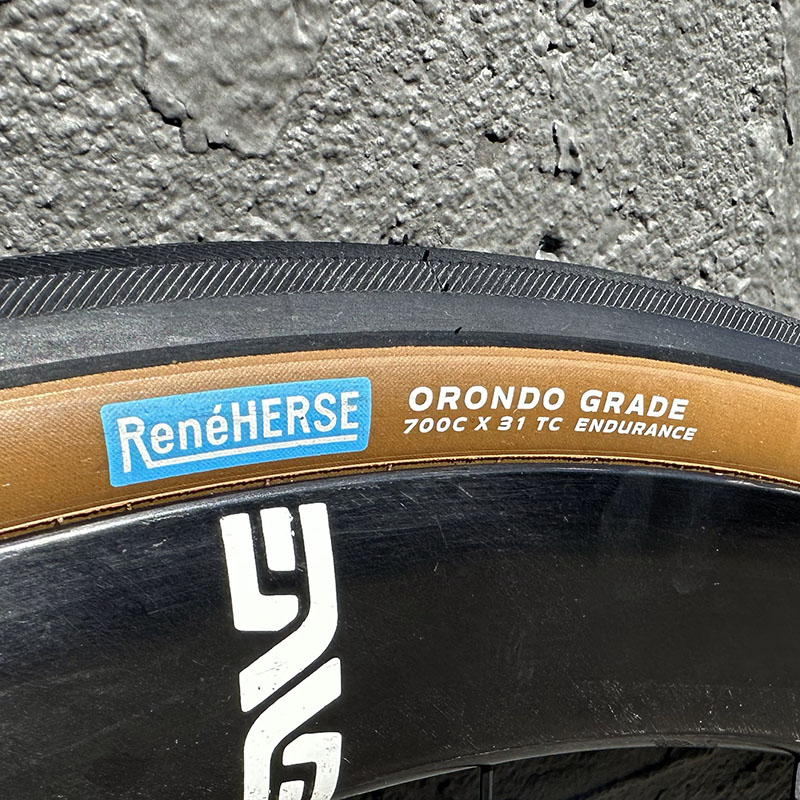 RenéHERSE
ORONDO GRADE
700C X 31 TC ENDURANCE